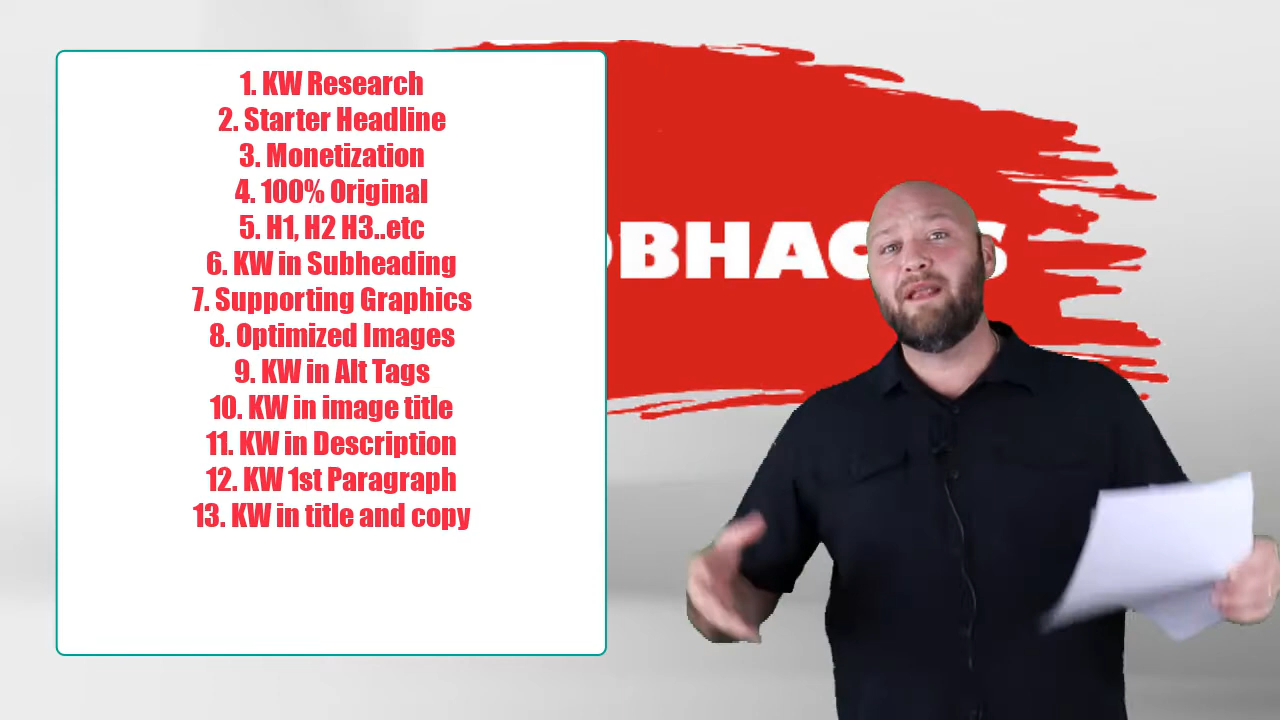 1. KW Research
2. Starter Headline
3. Monetization
4. 100% Original
5. H1, H2 H3..etc
6. KW in Subheading
7. Supporting Graphics
8. Optimized Images
9. KW in Alt Tags
10. KW in image title
11. KW in Description
12. KW 1st Paragraph
13. KW in title and copy